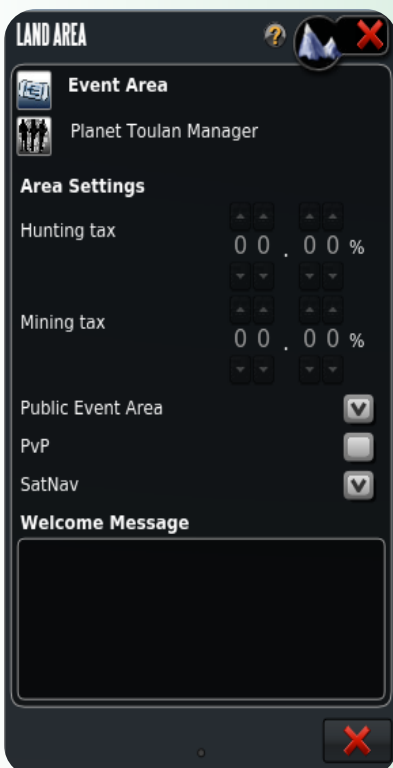 LAND AREA
?
Event Area
Planet Toulan Manager
Area Settings
Hunting tax
00.00%
Mining tax
00.00%
Public Event Area
PvP
SatNav
Welcome Message